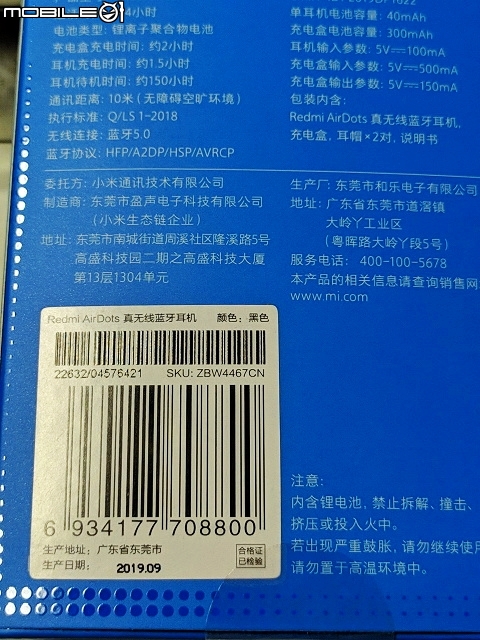 MOBILE01
4小时
电池类型: 锂离子聚合物电池
充电盒充电时间: 约2小时
耳机充电时间: 约1.5小时
耳机待机时间: 约150小时
通讯距离: 10米 (无障碍空旷环境)
执行标准: Q/LS 1-2018
无线连接: 蓝牙5.0
蓝牙协议: HFP/A2DP/HSP/AVRCP
单耳机电池容量: 40mAh
充电盒电池容量: 300mAh
耳机输入参数: 5V⎓100mA
充电盒输入参数: 5V⎓500mA
充电盒输出参数: 5V⎓150mA
包装内含:
Redmi AirDots 真无线蓝牙耳机,
充电盒, 耳帽×2对, 说明书
委托方: 小米通讯技术有限公司
制造商: 东莞市盈声电子科技有限公司
(小米生态链企业)
地址: 东莞市南城街道周溪社区隆溪路5号
高盛科技园二期之高盛科技大厦
第13层1304单元
生产厂: 东莞市和乐电子有限公司
地址: 广东省东莞市道滘镇
大岭丫工业区
(粤晖路大岭丫段5号)
服务电话: 400-100-5678
本产品的相关信息请查询销售网
www.mi.com
Redmi AirDots 真无线蓝牙耳机 颜色: 黑色
22632/04576421 SKU: ZBW4467CN
6 934177 708800
生产地址: 广东省东莞市
生产日期: 2019.09
合格证
已检验
注意:
内含锂电池, 禁止拆解、撞击、
挤压或投入火中。
若出现严重鼓胀, 请勿继续使用
请勿置于高温环境中。